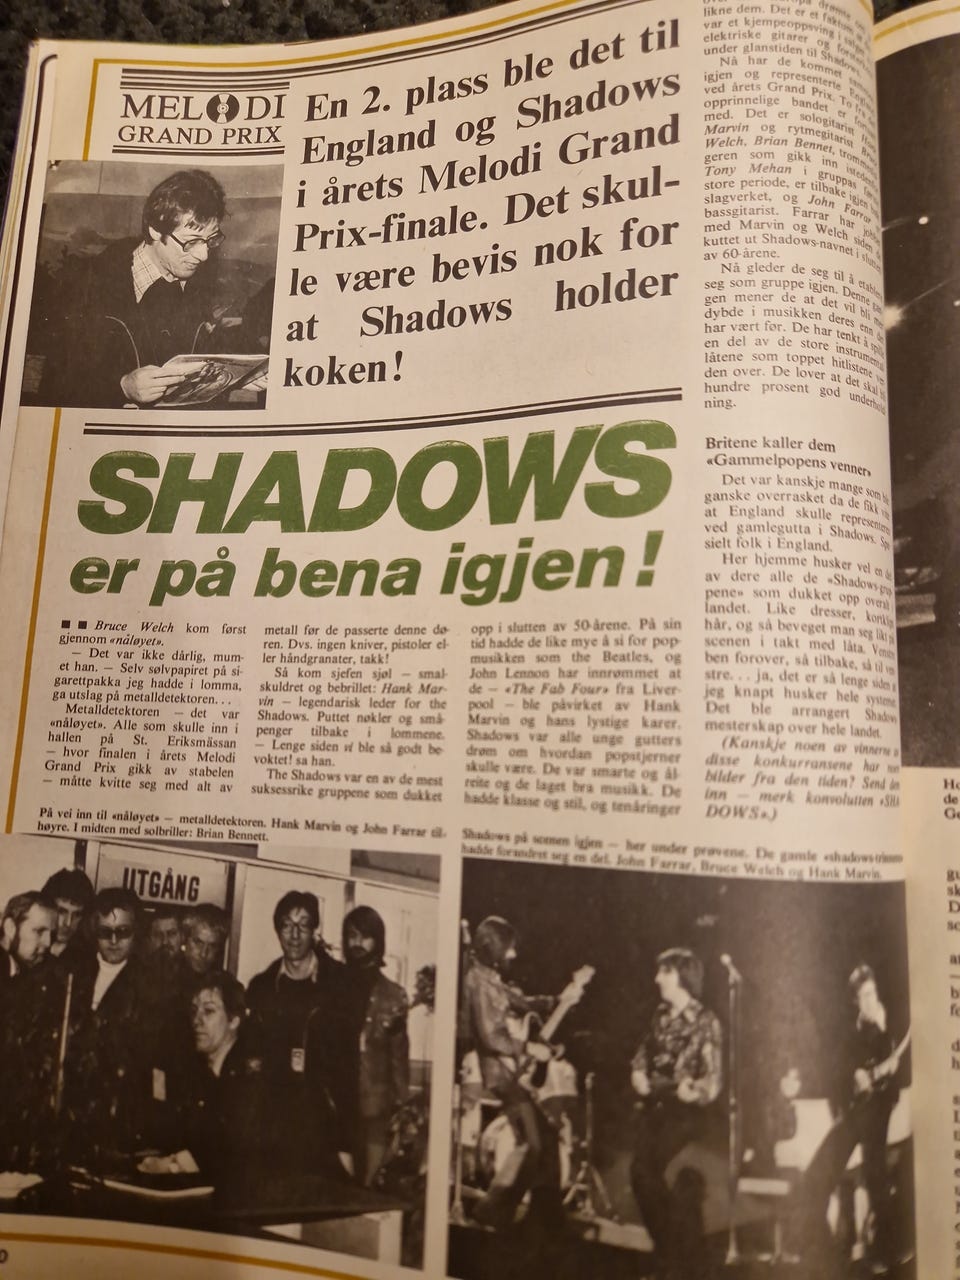 MELODI
GRAND PRIX
En 2. plass ble det til
England og Shadows
i årets Melodi Grand
Prix-finale. Det skul-
le være bevis nok for
at Shadows holder
koken!
SHADOWS
er på bena igjen!
■ ■ Bruce Welch kom først
gjennom «nåløyet».
— Det var ikke dårlig, mum-
et han. — Selv sølvpapiret på si-
garettpakka jeg hadde i lomma,
ga utslag på metalldetektoren...
Metalldetektoren — det var
«nåløyet». Alle som skulle inn i
hallen på St. Eriksmässan
— hvor finalen i årets Melodi
Grand Prix gikk av stabelen
— måtte kvitte seg med alt av
metall før de passerte denne dø-
ren. Dvs. ingen kniver, pistoler el-
ler håndgranater, takk!
Så kom sjefen sjøl — smal-
skuldret og bebrillet: Hank Mar-
vin — legendarisk leder for the
Shadows. Puttet nøkler og små-
penger tilbake i lommene.
— Lenge siden vi ble så godt be-
voktet! sa han.
The Shadows var en av de mest
suksessrike gruppene som dukket
opp i slutten av 50-årene. På sin
tid hadde de like mye å si for pop-
musikken som the Beatles, og
John Lennon har innrømmet at
de — «The Fab Four» fra Liver-
pool — ble påvirket av Hank
Marvin og hans lystige karer.
Shadows var alle unge gutters
drøm om hvordan popstjerner
skulle være. De var smarte og ål-
reite og de laget bra musikk. De
hadde klasse og stil, og tenåringer
likne dem. Det er et faktum
var et kjempeoppsving i salget
elektriske gitarer og
under glanstiden til Shadows.
Nå har de kommet
igjen og representerte
ved årets Grand Prix. To
opprinnelige bandet er
med. Det er sologitarist
Marvin og rytmegitarist
Welch, Brian Bennet,
geren som gikk inn
Tony Mehan i gruppas
store periode, er tilbake igjen
slagverket, og John Farrar
bassgitarist. Farrar har
med Marvin og Welch siden
kuttet ut Shadows-navnet i
av 60-årene.
Nå gleder de seg til å
seg som gruppe igjen. Denne
gen mener de at det vil bli
dybde i musikken deres enn
har vært før. De har tenkt å
en del av de store
låtene som toppet hitlistene
den over. De lover at det skal
hundre prosent god
ning.
Britene kaller dem
«Gammelpopens venner»
Det var kanskje mange som
ganske overrasket da de fikk
at England skulle
ved gamlegutta i Shadows.
sielt folk i England.
Her hjemme husker vel en
av dere alle de
pene» som dukket opp
landet. Like dresser,
hår, og så beveget man seg
scenen i takt med låta.
ben forover, så tilbake, så til
stre... ja, det er så lenge siden
jeg knapt husker hele
Det ble arrangert
mesterskap over hele landet.
(Kanskje noen av vinnerne
disse konkurransene har
bilder fra den tiden? Send
inn — merk konvolutten
DOWS».)
På vei inn til «nåløyet» — metalldetektoren. Hank Marvin og John Farrar til-
høyre. I midten med solbriller: Brian Bennett.
UTGÅNG
Shadows på scenen igjen — her under prøvene. De gamle
hadde forandret seg en del. John Farrar, Bruce Welch og Hank Marvin.